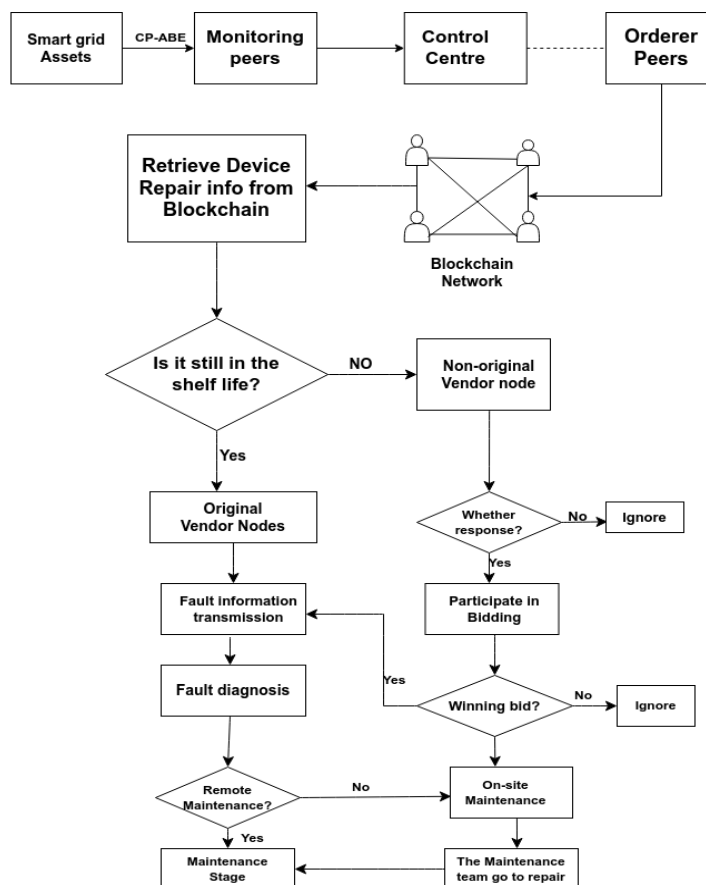 Smart grid
Assets
CP-ABE
Monitoring
peers
Control
Centre
Orderer
Peers
Retrieve Device
Repair info from
Blockchain
Blockchain
Network
Is it still in the
shelf life?
NO
Non-original
Vendor node
Yes
Original
Vendor Nodes
Whether
response?
No
Ignore
Yes
Fault information
transmission
Participate in
Bidding
Yes
Fault diagnosis
Winning bid?
No
Ignore
Remote
Maintenance?
No
On-site
Maintenance
Yes
Maintenance
Stage
The Maintenance
team go to repair